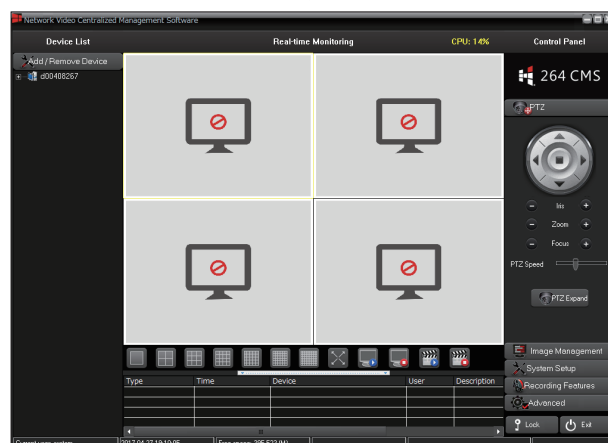 Network Video Centralized Management Software
Device List
Real-time Monitoring
CPU: 14%
Control Panel
Add / Remove Device
d00408267
H 264 CMS
PTZ
Iris
Zoom
Focus
PTZ Speed
PTZ Expand
Image Management
System Setup
Recording Features
Advanced
Type Time Device User Description
Lock Exit